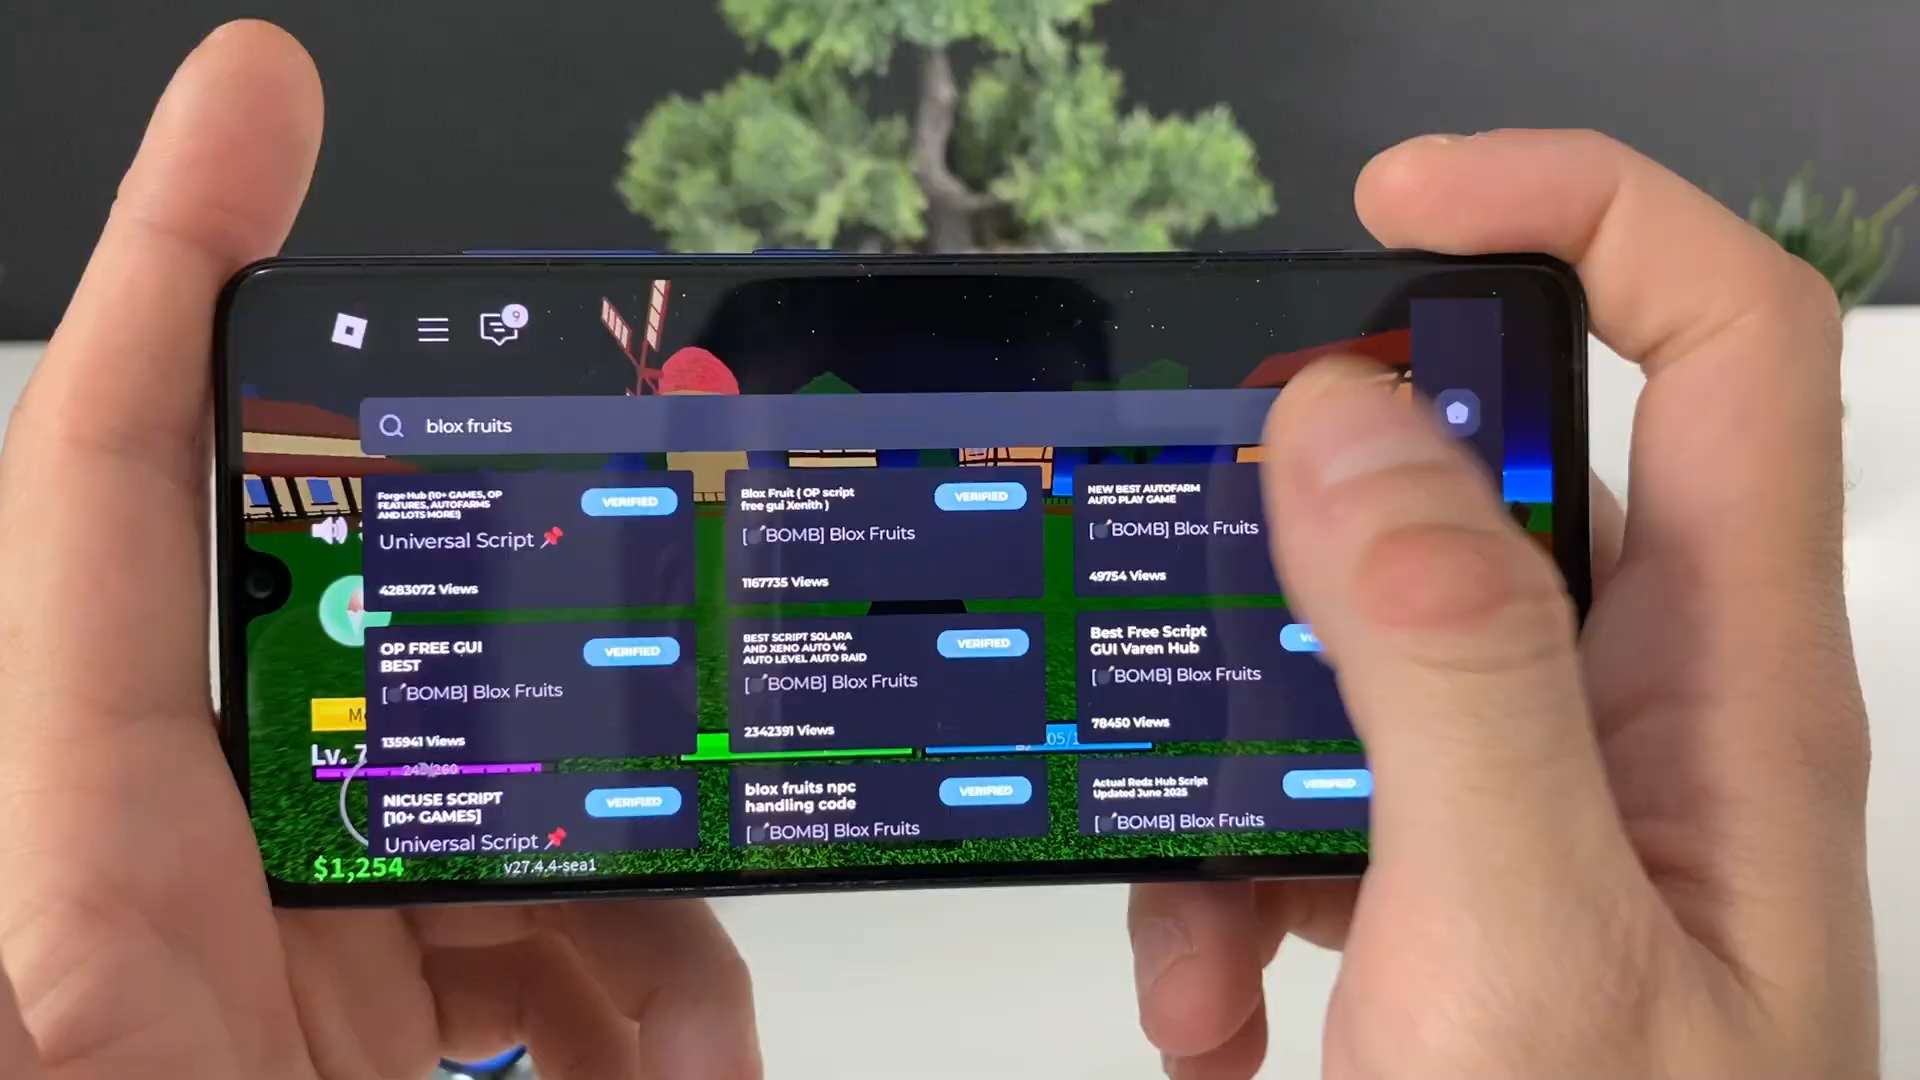 9
blox fruits
Forge Hub (10+ GAMES, OP
FEATURES, AUTOFARMS
AND LOTS MORE!)
VERIFIED
Universal Script 📌
4283072 Views
Blox Fruit ( OP script
free gui Xenith )
VERIFIED
[💣BOMB] Blox Fruits
1167735 Views
NEW BEST AUTOFARM
AUTO PLAY GAME
[💣BOMB] Blox Fruits
49754 Views
OP FREE GUI
BEST
VERIFIED
[💣BOMB] Blox Fruits
135941 Views
BEST SCRIPT SOLARA
AND XENO AUTO V4
AUTO LEVEL AUTO RAID
VERIFIED
[💣BOMB] Blox Fruits
2342391 Views
Best Free Script
GUI Varen Hub
[💣BOMB] Blox Fruits
78450 Views
Lv. 7
NICUSE SCRIPT
[10+ GAMES]
VERIFIED
Universal Script 📌
blox fruits npc
handling code
VERIFIED
[💣BOMB] Blox Fruits
Actual Redz Hub Script
Updated June 2025
VERIFIED
[💣BOMB] Blox Fruits
$1,254
v27.4.4-sea1